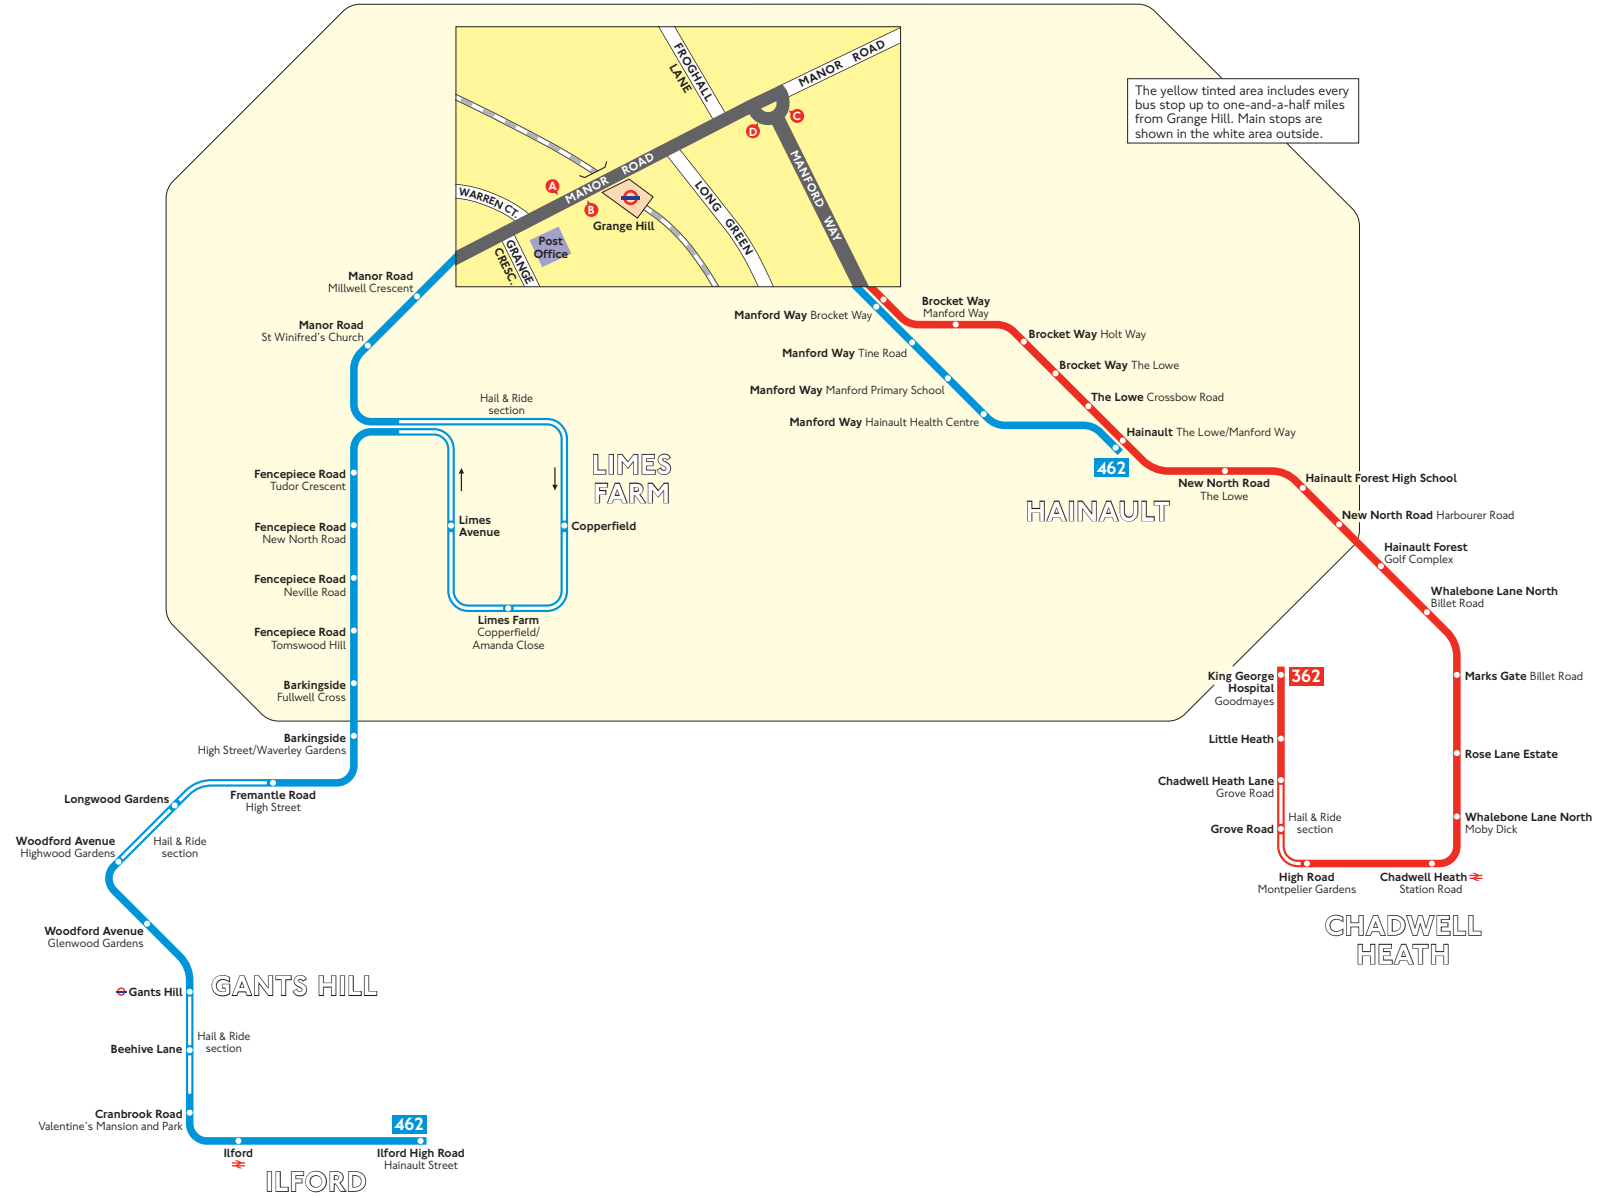 FROGHALL
LANE
MANOR ROAD
C
D
MANOR ROAD
MANFORD WAY
A
B
WARREN CT.
LONG GREEN
Grange Hill
GRANGE
CRESC.
Post
Office
The yellow tinted area includes every
bus stop up to one-and-a-half miles
from Grange Hill. Main stops are
shown in the white area outside.
Manor Road
Millwell Crescent
Manor Road
St Winifred's Church
Hail & Ride
section
LIMES
FARM
Fencepiece Road
Tudor Crescent
Fencepiece Road
New North Road
Limes
Avenue
Copperfield
Fencepiece Road
Neville Road
Fencepiece Road
Tomswood Hill
Limes Farm
Copperfield/
Amanda Close
Barkingside
Fullwell Cross
Barkingside
High Street/Waverley Gardens
Manford Way Brocket Way
Manford Way Tine Road
Manford Way Manford Primary School
Manford Way Hainault Health Centre
462
HAINAULT
Brocket Way
Manford Way
Brocket Way Holt Way
Brocket Way The Lowe
The Lowe Crossbow Road
Hainault The Lowe/Manford Way
New North Road
The Lowe
Hainault Forest High School
New North Road Harbourer Road
Hainault Forest
Golf Complex
Whalebone Lane North
Billet Road
King George
Hospital
Goodmayes
362
Marks Gate Billet Road
Little Heath
Rose Lane Estate
Chadwell Heath Lane
Grove Road
Grove Road
Hail & Ride
section
Whalebone Lane North
Moby Dick
High Road
Montpelier Gardens
Chadwell Heath
Station Road
CHADWELL
HEATH
Longwood Gardens
Fremantle Road
High Street
Woodford Avenue
Highwood Gardens
Hail & Ride
section
Woodford Avenue
Glenwood Gardens
Gants Hill
GANTS HILL
Hail & Ride
section
Beehive Lane
Cranbrook Road
Valentine's Mansion and Park
462
Ilford
Ilford High Road
Hainault Street
ILFORD